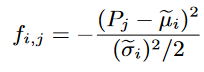 f_{i,j} = -\frac{(P_j - \widetilde{\mu}_i)^2}{(\widetilde{\sigma}_i)^2/2}